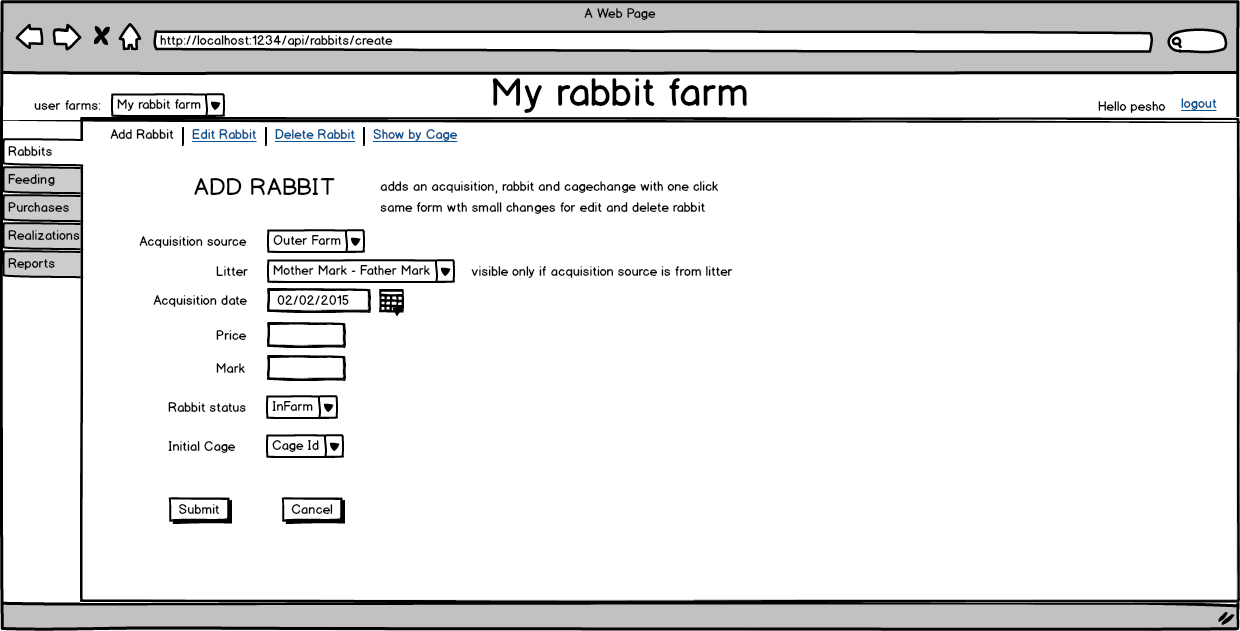 A Web Page
http://localhost:1234/api/rabbits/create
My rabbit farm
user farms: My rabbit farm
Hello pesho logout
Add Rabbit Edit Rabbit Delete Rabbit Show by Cage
Rabbits
Feeding
Purchases
Realizations
Reports
ADD RABBIT
adds an acquisition, rabbit and cagechange with one click
same form wth small changes for edit and delete rabbit
Acquisition source Outer Farm
Litter Mother Mark - Father Mark visible only if acquisition source is from litter
Acquisition date 02/02/2015
Price
Mark
Rabbit status InFarm
Initial Cage Cage Id
Submit Cancel